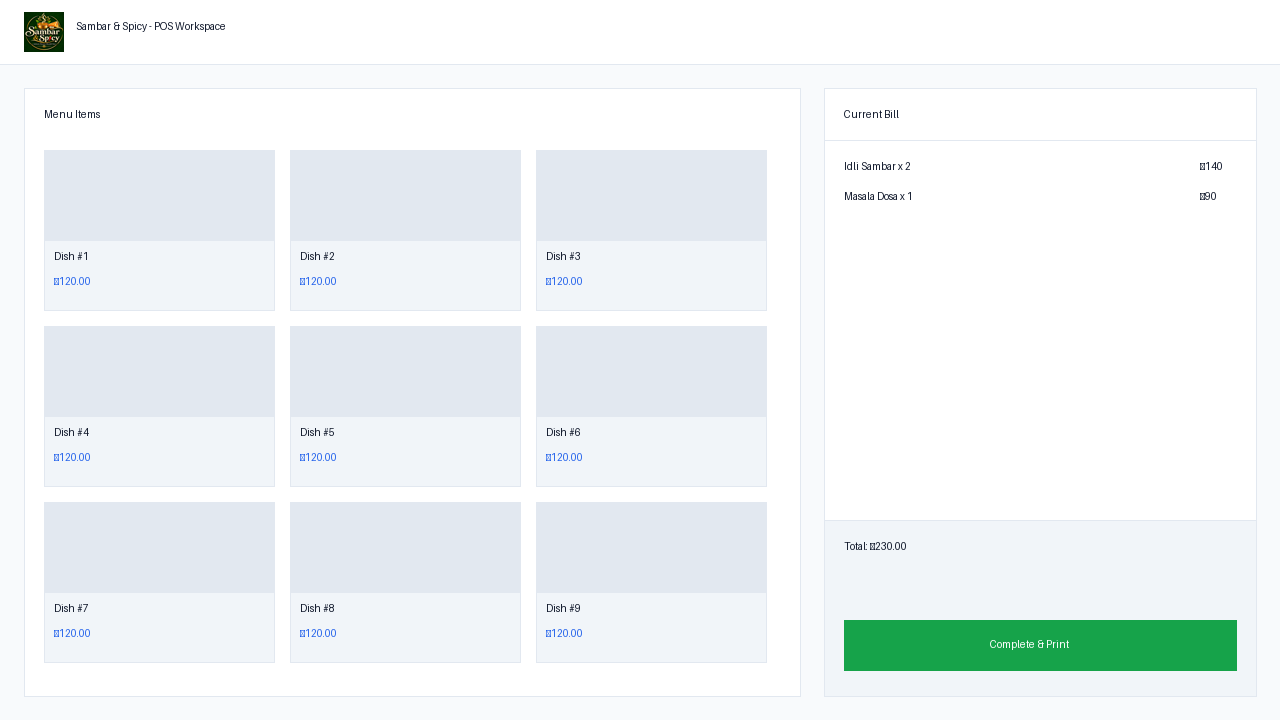 Sambar & Spicy
Sambar & Spicy - POS Workspace
Menu Items
Dish #1
120.00
Dish #2
120.00
Dish #3
120.00
Dish #4
120.00
Dish #5
120.00
Dish #6
120.00
Dish #7
120.00
Dish #8
120.00
Dish #9
120.00
Current Bill
Idli Sambar x 2 140
Masala Dosa x 1 90
Total: 230.00
Complete & Print